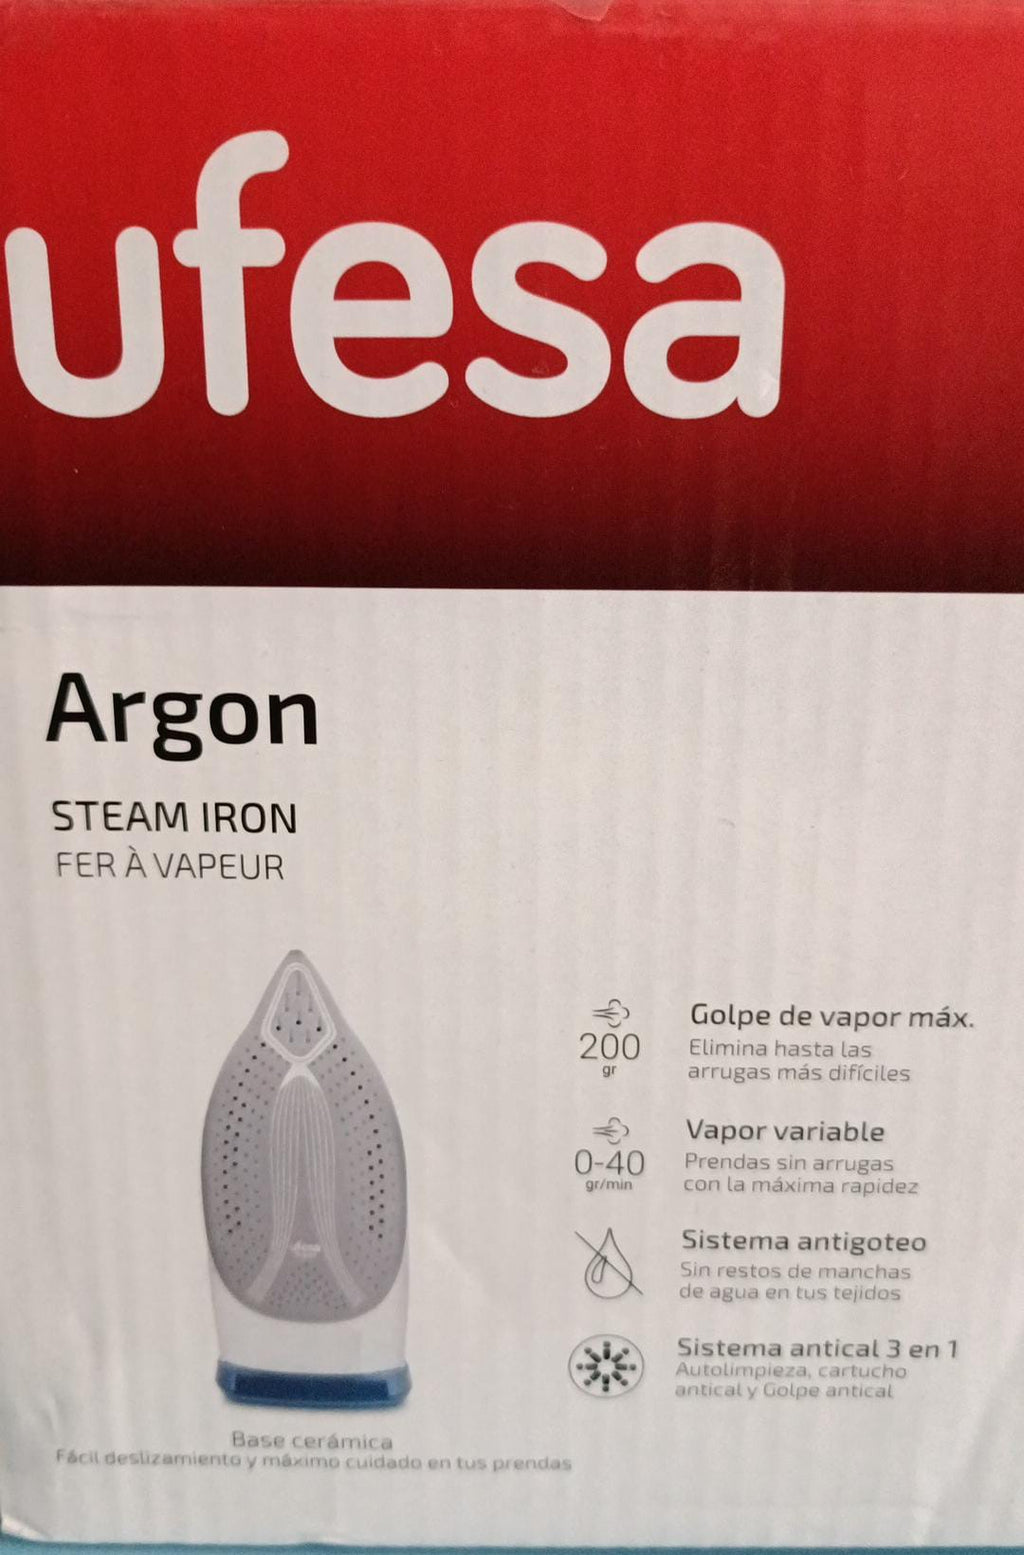 ufesa
Argon
STEAM IRON
FER À VAPEUR
200
gr
Golpe de vapor máx.
Elimina hasta las
arrugas más difíciles
0-40
gr/min
Vapor variable
Prendas sin arrugas
con la máxima rapidez
Sistema antigoteo
Sin restos de manchas
de agua en tus tejidos
Sistema antical 3 en 1
Autolimpieza, cartucho
antical y Golpe antical
ufesa
Base cerámica
Fácil deslizamiento y máximo cuidado en tus prendas